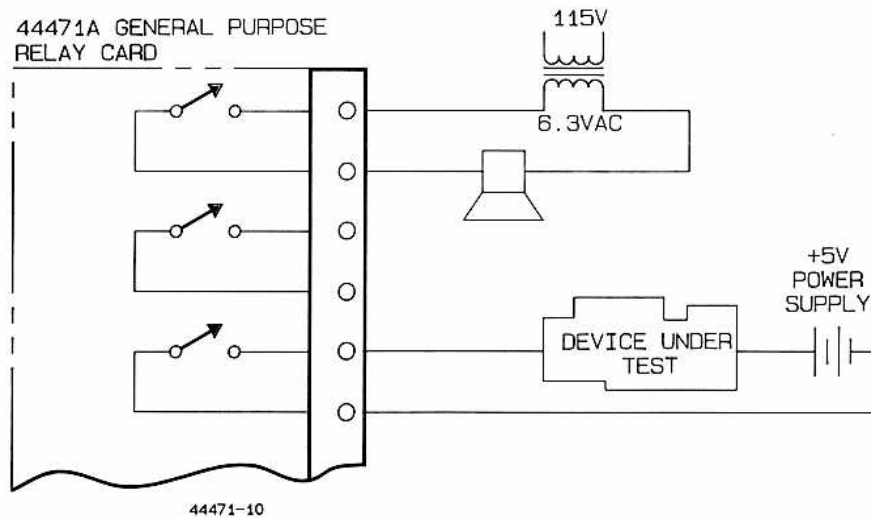 44471A GENERAL PURPOSE
RELAY CARD
115V
6.3VAC
+5V
POWER
SUPPLY
DEVICE UNDER
TEST
44471-10